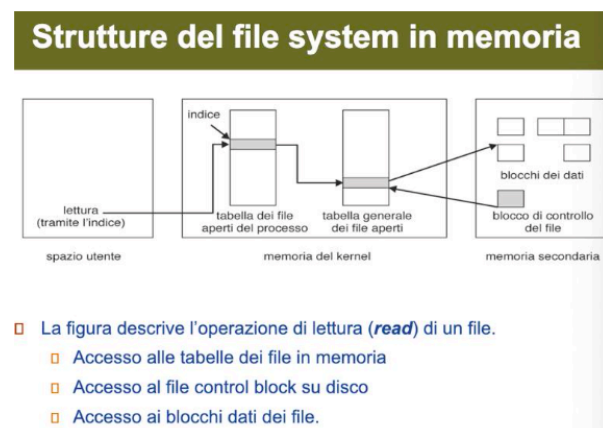 Strutture del file system in memoria
indice
lettura
(tramite l'indice)
tabella dei file
aperti del processo
tabella generale
dei file aperti
blocchi dei dati
blocco di controllo
del file
spazio utente
memoria del kernel
memoria secondaria
La figura descrive l'operazione di lettura (read) di un file.
Accesso alle tabelle dei file in memoria
Accesso al file control block su disco
Accesso ai blocchi dati dei file.